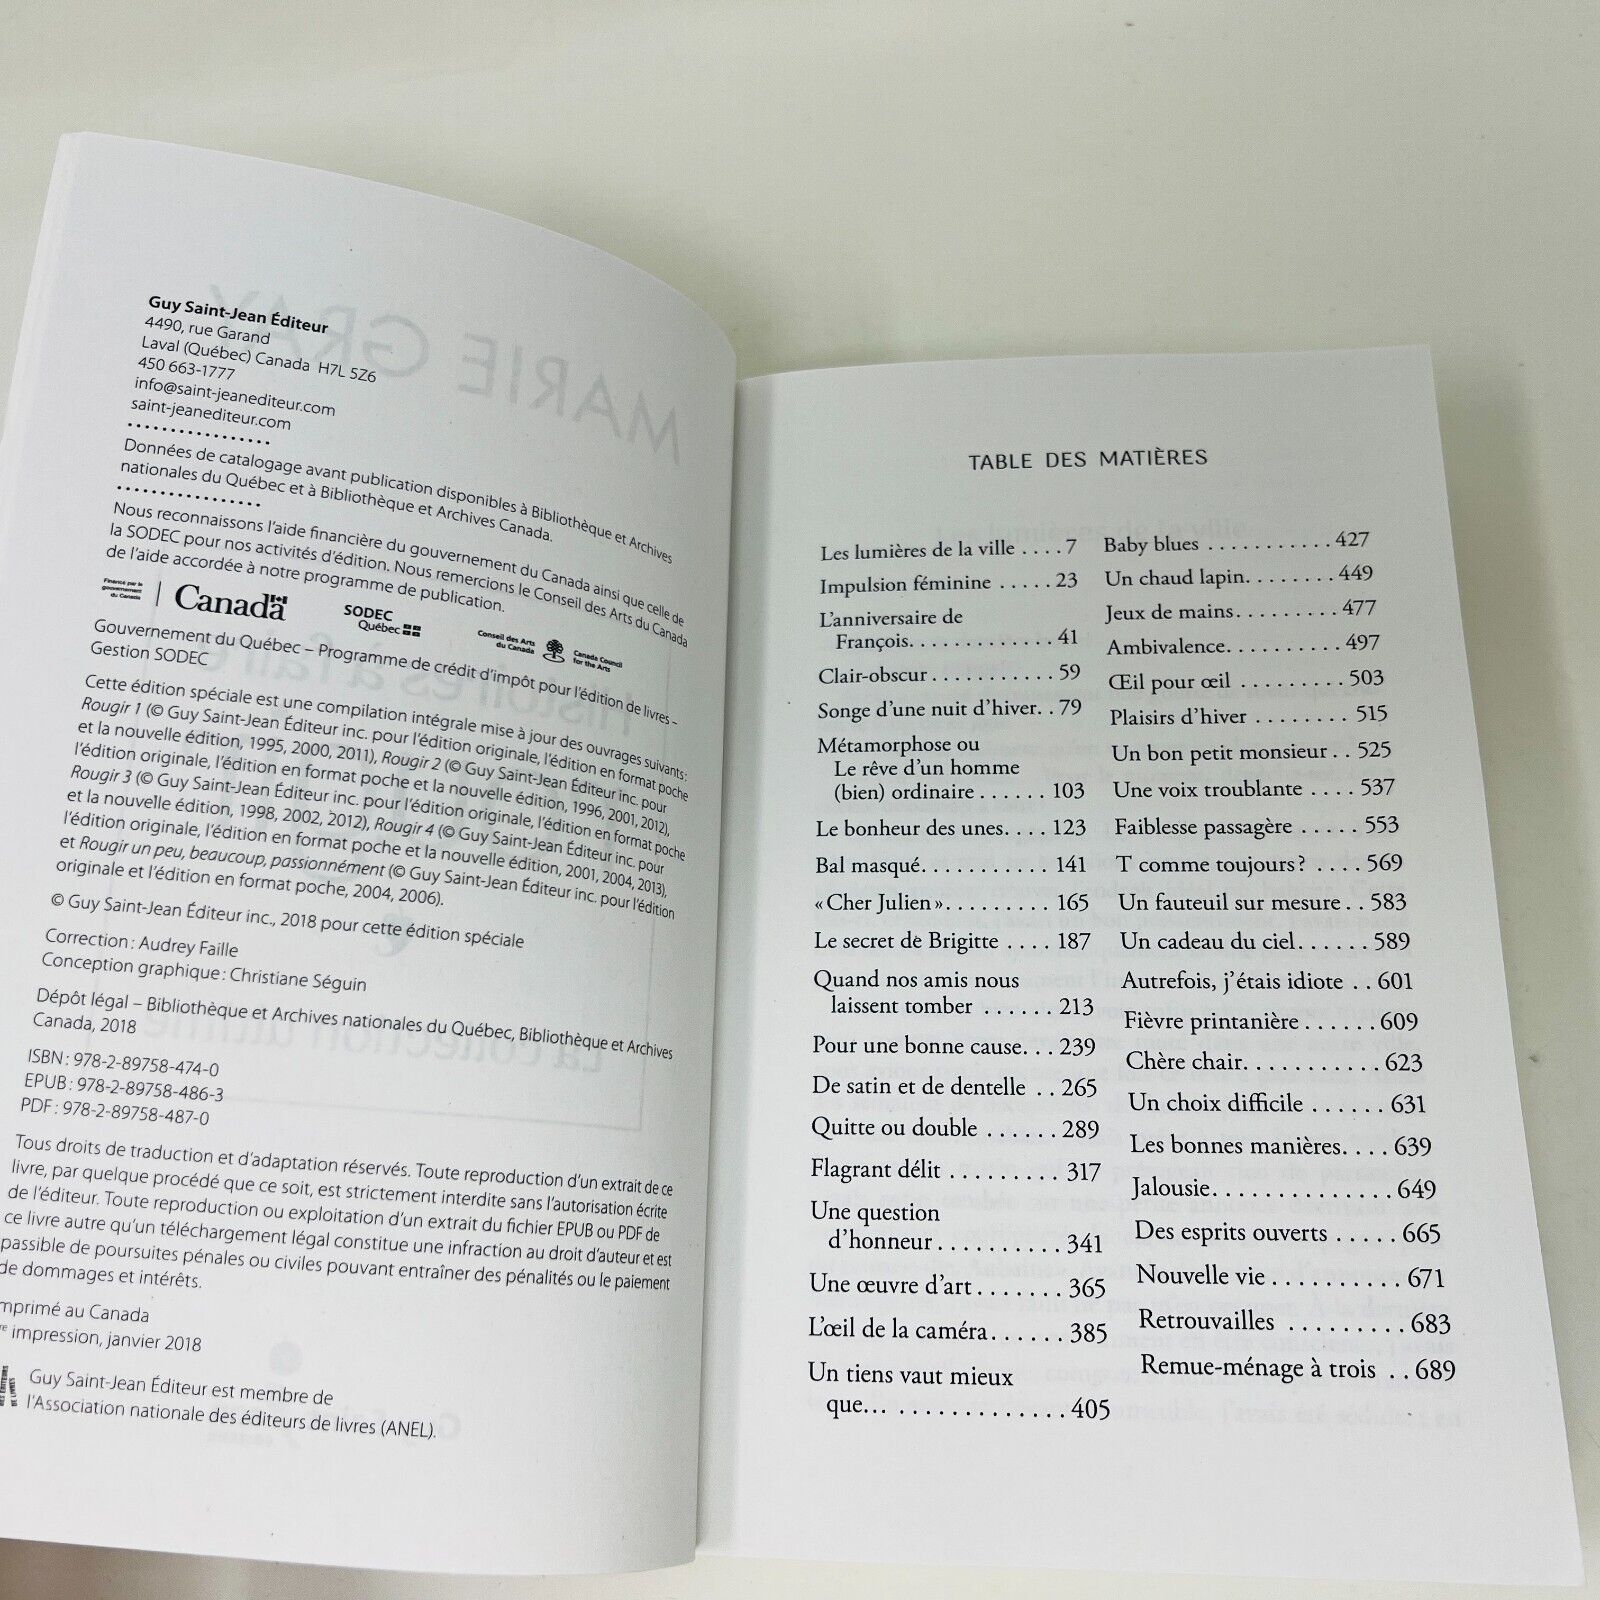 Guy Saint-Jean Éditeur
4490, rue Garand
Laval (Québec) Canada H7L 5Z6
450 663-1777
info@saint-jeanediteur.com
saint-jeanediteur.com
Données de catalogage avant publication disponibles à Bibliothèque et Archives
nationales du Québec et à Bibliothèque et Archives Canada.
Nous reconnaissons l'aide financière du gouvernement du Canada ainsi que celle de
la SODEC pour nos activités d'édition. Nous remercions le Conseil des Arts du Canada
de l'aide accordée à notre programme de publication.
Financé par le
gouvernement
du Canada
Canada
SODEC
Québec
Conseil des Arts
du Canada
Canada Council
for the Arts
Gouvernement du Québec – Programme de crédit d'impôt pour l'édition de livres –
Gestion SODEC
Cette édition spéciale est une compilation intégrale mise à jour des ouvrages suivants:
Rougir 1 (© Guy Saint-Jean Éditeur inc. pour l'édition originale, l'édition en format poche
et la nouvelle édition, 1995, 2000, 2011), Rougir 2 (© Guy Saint-Jean Éditeur inc. pour
l'édition originale, l'édition en format poche et la nouvelle édition, 1996, 2001, 2012),
Rougir 3 (© Guy Saint-Jean Éditeur inc. pour l'édition originale, l'édition en format poche
et la nouvelle édition, 1998, 2002, 2012), Rougir 4 (© Guy Saint-Jean Éditeur inc. pour
l'édition originale, l'édition en format poche et la nouvelle édition, 2001, 2004, 2013),
et Rougir un peu, beaucoup, passionnément (© Guy Saint-Jean Éditeur inc. pour l'édition
originale et l'édition en format poche, 2004, 2006).
© Guy Saint-Jean Éditeur inc., 2018 pour cette édition spéciale
Correction : Audrey Faille
Conception graphique : Christiane Séguin
Dépôt légal – Bibliothèque et Archives nationales du Québec, Bibliothèque et Archives
Canada, 2018
ISBN : 978-2-89758-474-0
EPUB : 978-2-89758-486-3
PDF : 978-2-89758-487-0
Tous droits de traduction et d'adaptation réservés. Toute reproduction d'un extrait de ce
livre, par quelque procédé que ce soit, est strictement interdite sans l'autorisation écrite
de l'éditeur. Toute reproduction ou exploitation d'un extrait du fichier EPUB ou PDF de
ce livre autre qu'un téléchargement légal constitue une infraction au droit d'auteur et est
passible de poursuites pénales ou civiles pouvant entraîner des pénalités ou le paiement
de dommages et intérêts.
mprimé au Canada
re impression, janvier 2018
Guy Saint-Jean Éditeur est membre de
l'Association nationale des éditeurs de livres (ANEL).
TABLE DES MATIÈRES
Les lumières de la ville . . . . 7
Impulsion féminine . . . . . 23
L'anniversaire de
François. . . . . . . . . . . . 41
Clair-obscur . . . . . . . . . . 59
Songe d'une nuit d'hiver. . 79
Métamorphose ou
Le rêve d'un homme
(bien) ordinaire . . . . . . 103
Le bonheur des unes. . . . 123
Bal masqué. . . . . . . . . . . 141
« Cher Julien ». . . . . . . . . 165
Le secret de Brigitte . . . . 187
Quand nos amis nous
laissent tomber . . . . . . 213
Pour une bonne cause. . . 239
De satin et de dentelle . . 265
Quitte ou double . . . . . . 289
Flagrant délit . . . . . . . . . 317
Une question
d'honneur . . . . . . . . . . 341
Une œuvre d'art . . . . . . . 365
L'œil de la caméra. . . . . . 385
Un tiens vaut mieux
que... . . . . . . . . . . . . . 405
Baby blues . . . . . . . . . . . 427
Un chaud lapin. . . . . . . . 449
Jeux de mains. . . . . . . . . 477
Ambivalence. . . . . . . . . . 497
Œil pour œil . . . . . . . . . 503
Plaisirs d'hiver . . . . . . . . 515
Un bon petit monsieur . . 525
Une voix troublante . . . . 537
Faiblesse passagère . . . . . 553
T comme toujours ? . . . . 569
Un fauteuil sur mesure . . 583
Un cadeau du ciel. . . . . . 589
Autrefois, j'étais idiote . . 601
Fièvre printanière . . . . . . 609
Chère chair. . . . . . . . . . . 623
Un choix difficile . . . . . . 631
Les bonnes manières. . . . 639
Jalousie. . . . . . . . . . . . . . 649
Des esprits ouverts . . . . . 665
Nouvelle vie . . . . . . . . . . 671
Retrouvailles . . . . . . . . . 683
Remue-ménage à trois . . 689